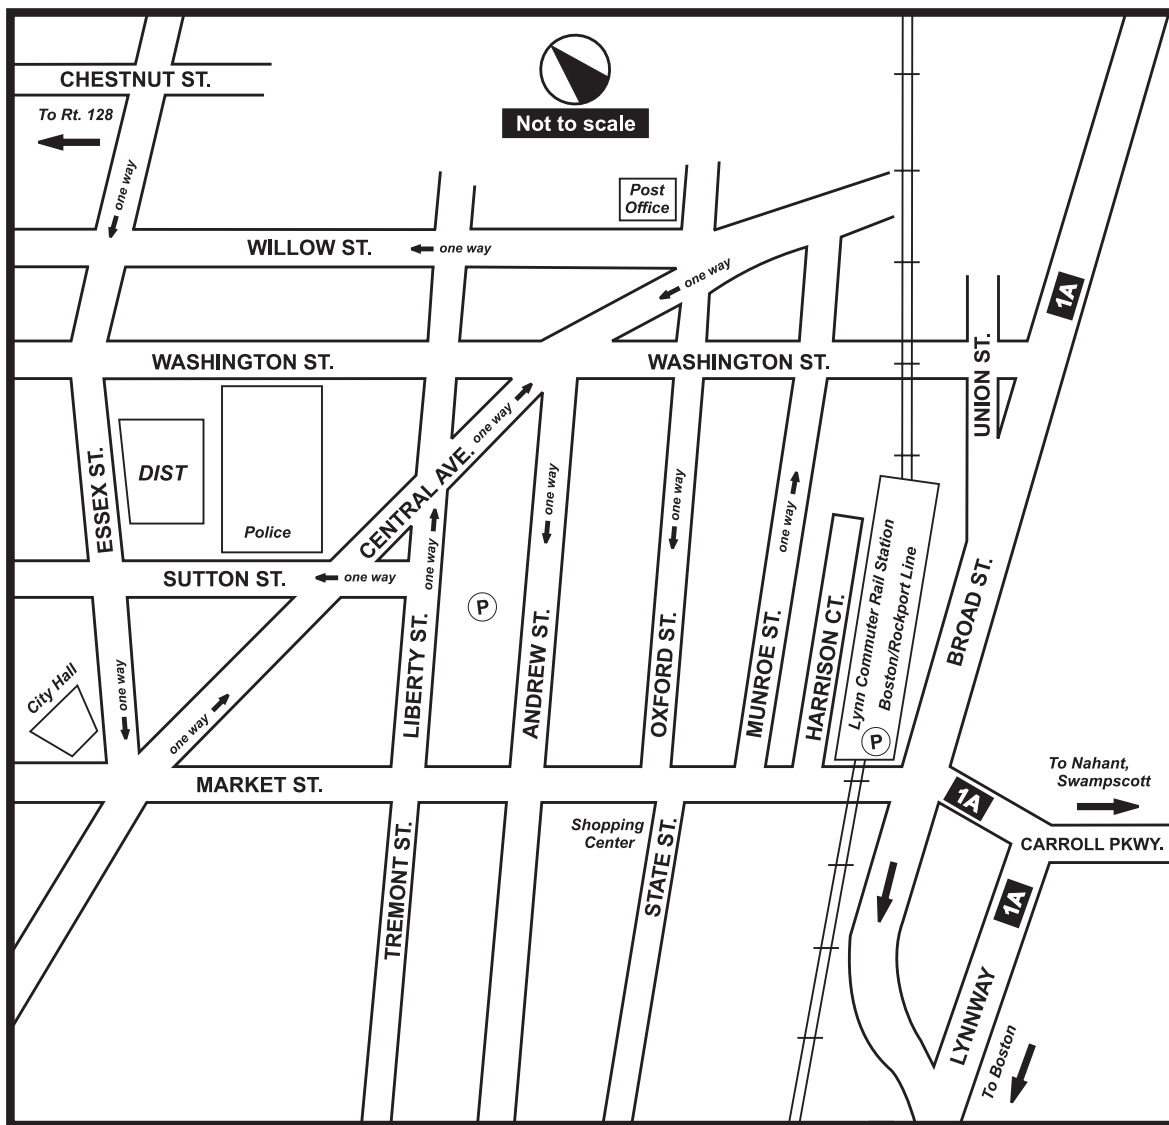 CHESTNUT ST.
To Rt. 128
one way
Not to scale
Post
Office
WILLOW ST.
one way
one way
1A
WASHINGTON ST.
WASHINGTON ST.
UNION ST.
ESSEX ST.
DIST
Police
CENTRAL AVE.
one way
one way
one way
one way
SUTTON ST.
one way
one way
P
LIBERTY ST.
ANDREW ST.
OXFORD ST.
MUNROE ST.
HARRISON CT.
Lynn Commuter Rail Station
Boston/Rockport Line
P
BROAD ST.
City Hall
one way
one way
MARKET ST.
To Nahant,
Swampscott
1A
CARROLL PKWY.
Shopping
Center
TREMONT ST.
STATE ST.
1A
LYNNWAY
To Boston